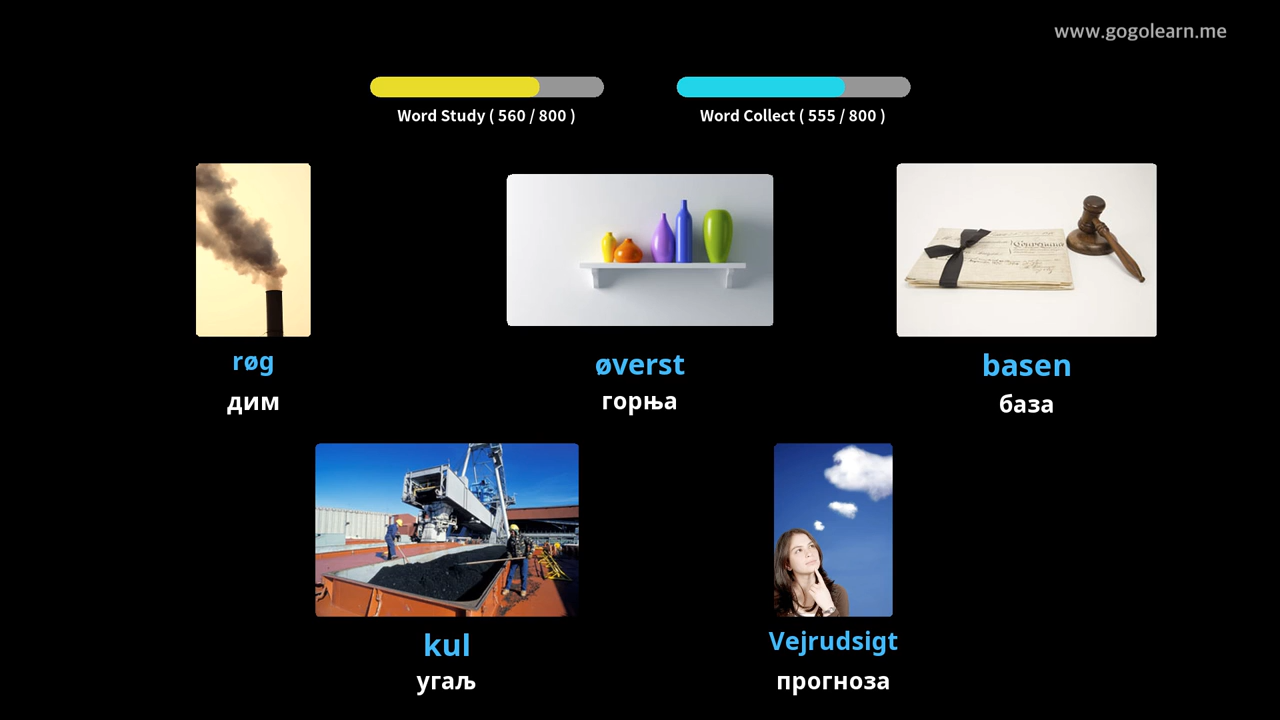 www.gogolearn.me
Word Study ( 560 / 800 )
Word Collect ( 555 / 800 )
røg
дим
øverst
горња
basen
база
kul
угаљ
Vejrudsigt
прогноза